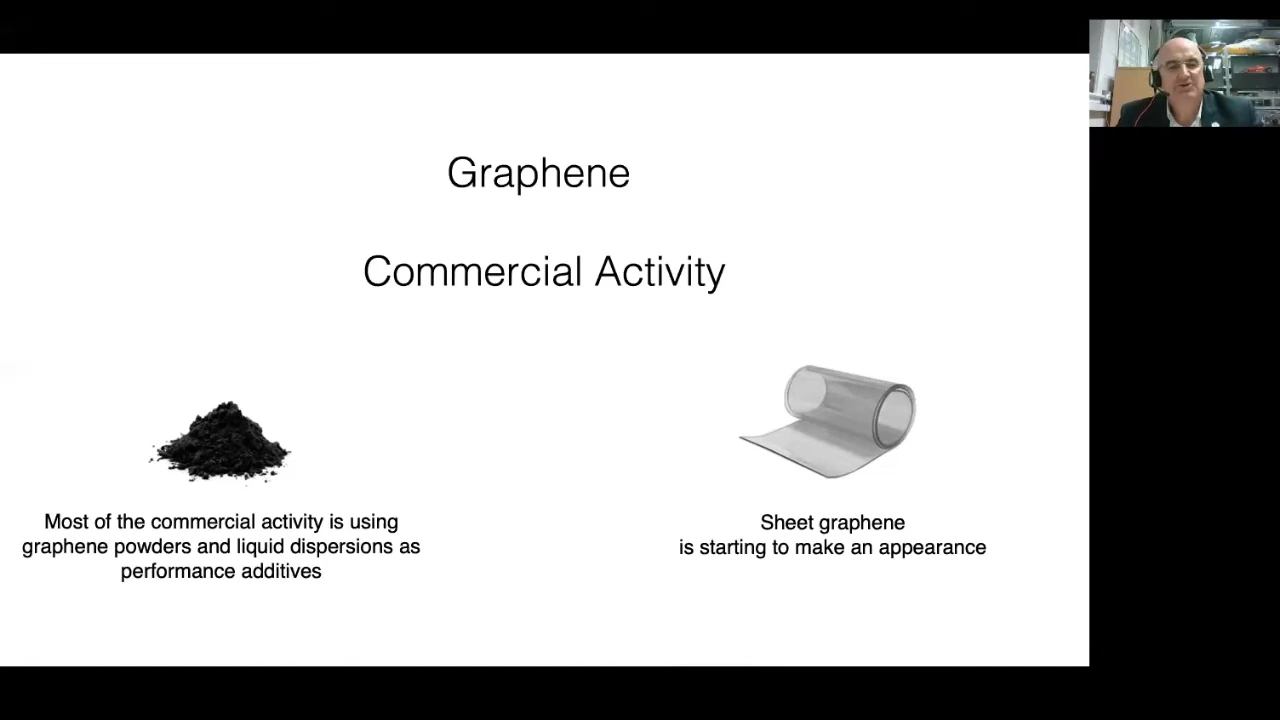 Graphene
Commercial Activity
Most of the commercial activity is using
graphene powders and liquid dispersions as
performance additives
Sheet graphene
is starting to make an appearance